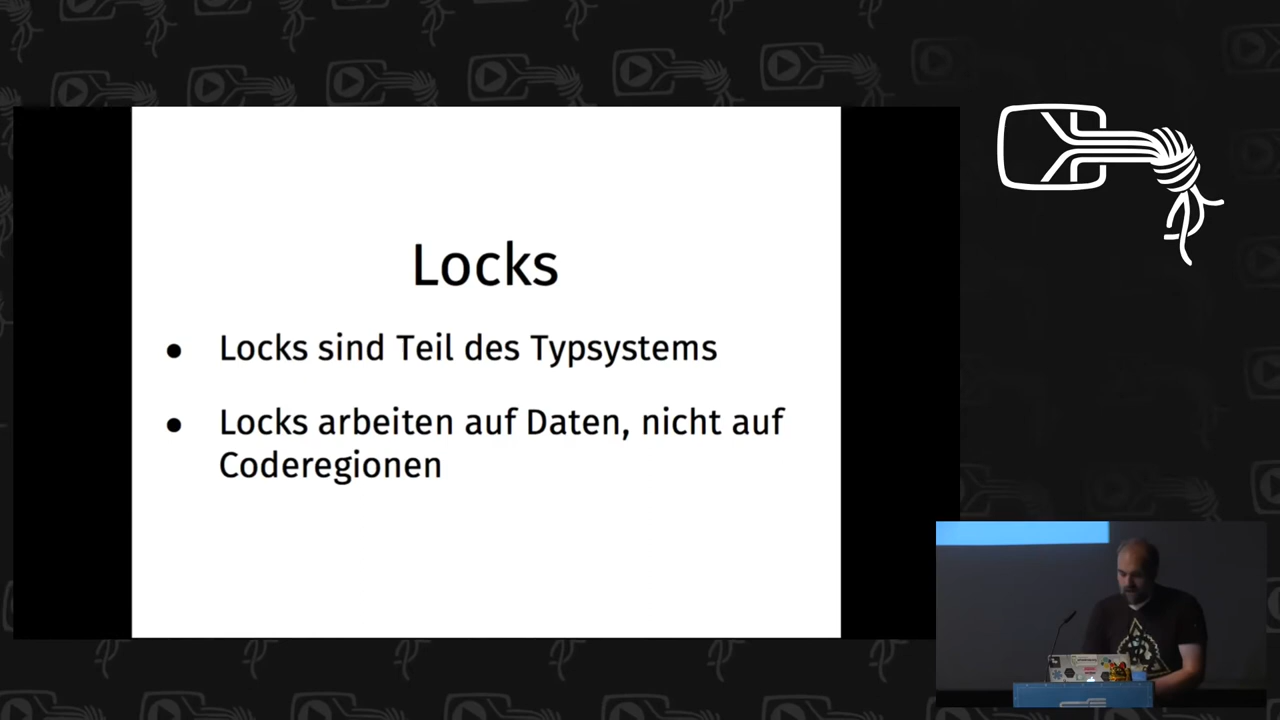 Locks
● Locks sind Teil des Typsystems
● Locks arbeiten auf Daten, nicht auf
Coderegionen